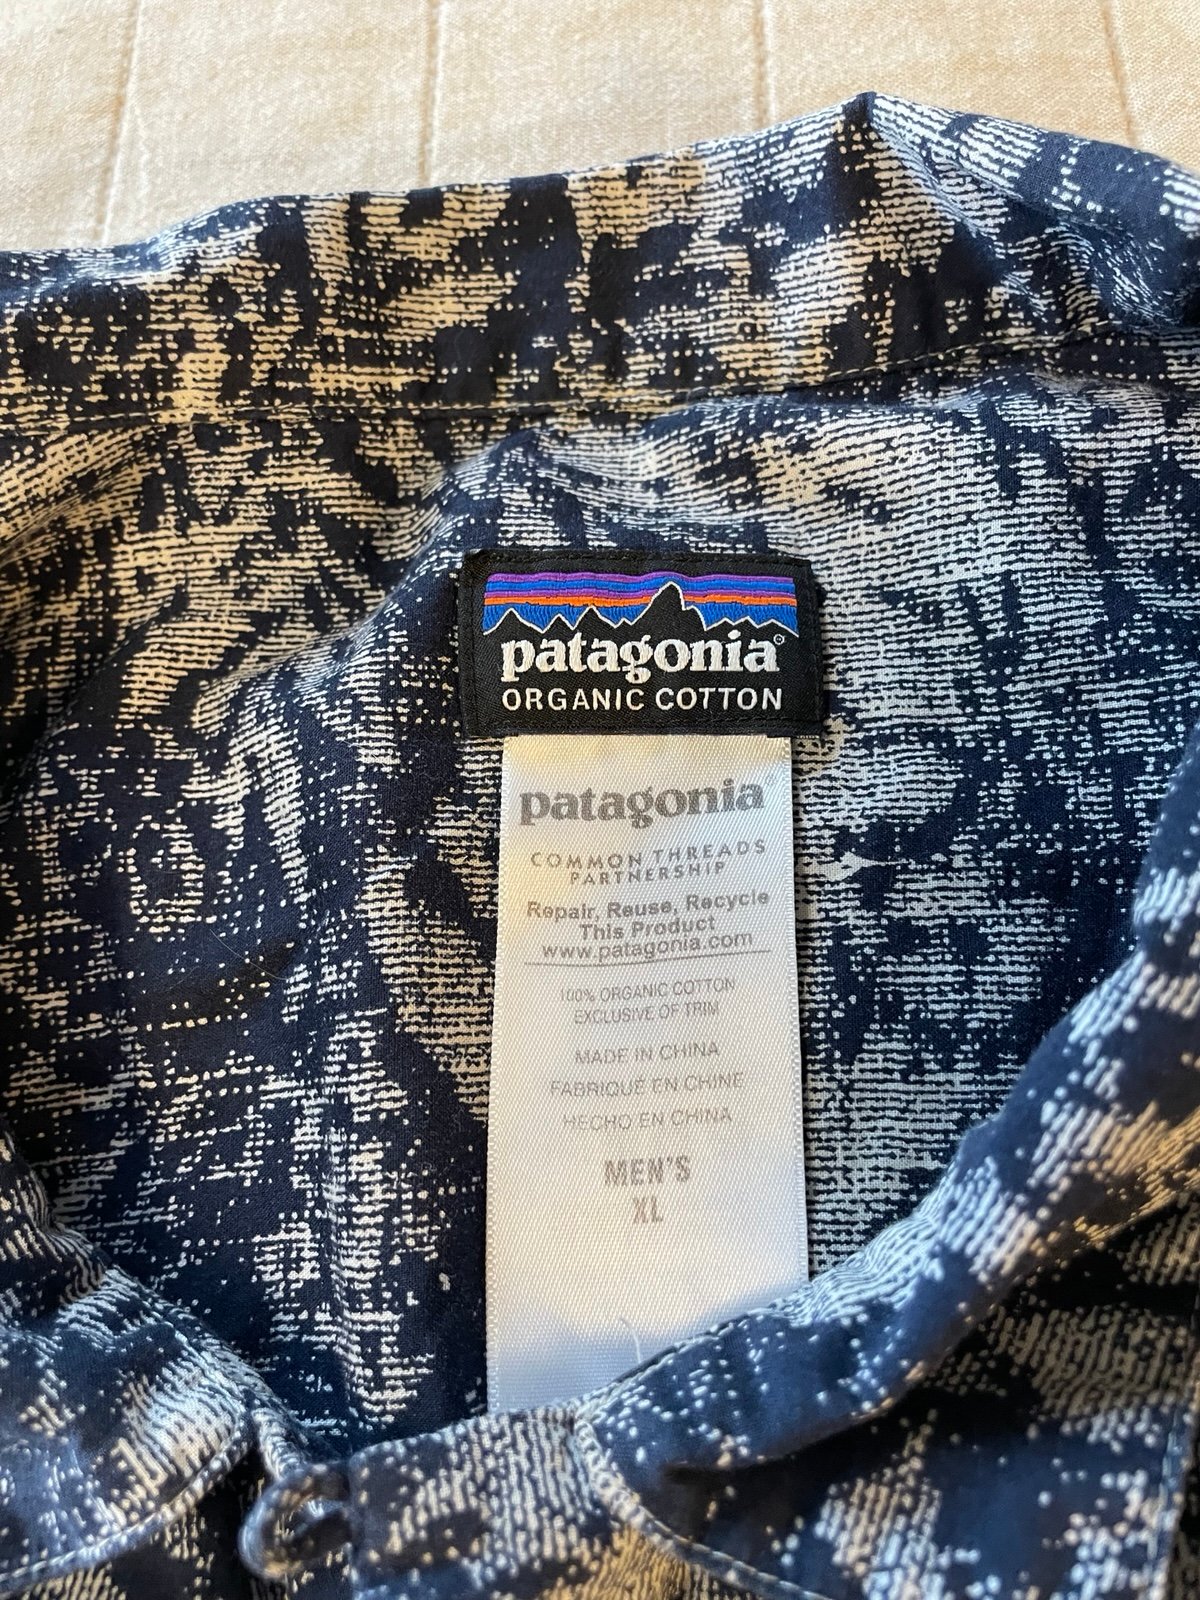 patagonia®
ORGANIC COTTON
patagonia
COMMON THREADS
PARTNERSHIP
Repair, Reuse, Recycle
This Product
www.patagonia.com
100% ORGANIC COTTON
EXCLUSIVE OF TRIM
MADE IN CHINA
FABRIQUÉ EN CHINE
HECHO EN CHINA
MEN'S
XL